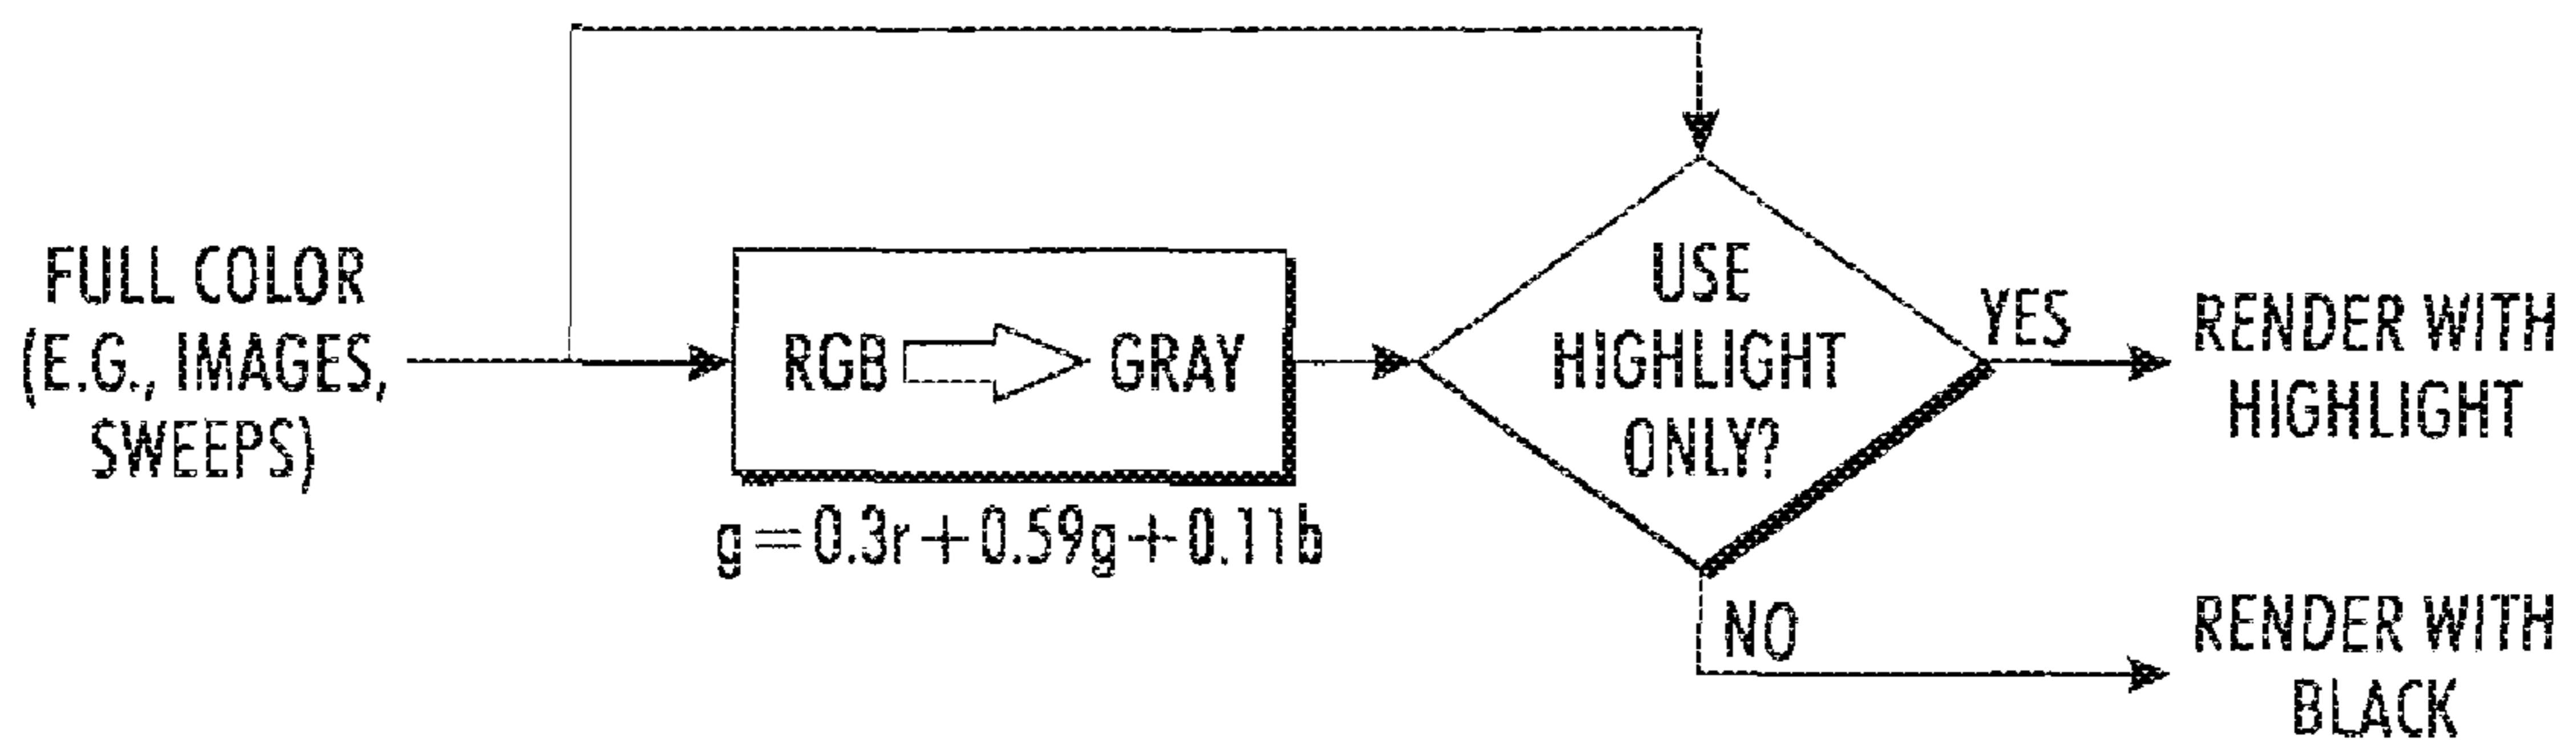 FULL COLOR
(E.G., IMAGES,
SWEEPS)
RGB GRAY
g=0.3r+0.59g+0.11b
USE
HIGHLIGHT
ONLY?
YES
RENDER WITH
HIGHLIGHT
NO
RENDER WITH
BLACK